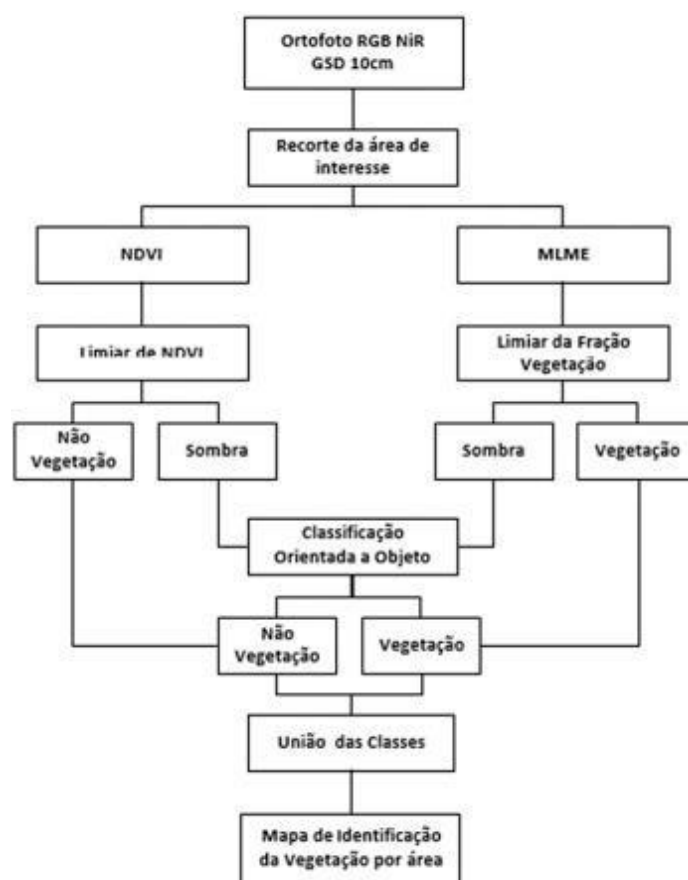 Ortofoto RGB NiR
GSD 10cm
Recorte da área de
interesse
NDVI
MLME
Limiar de NDVI
Limiar da Fração
Vegetação
Não
Vegetação
Sombra
Sombra
Vegetação
Classificação
Orientada a Objeto
Não
Vegetação
Vegetação
União das Classes
Mapa de Identificação
da Vegetação por área